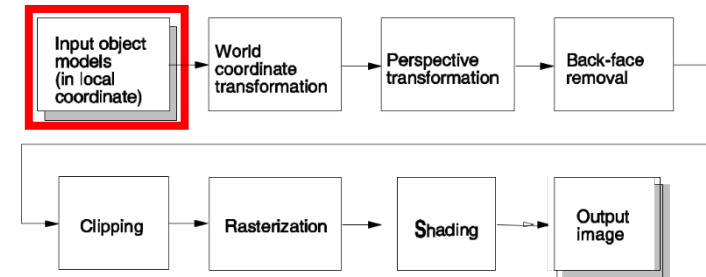 Input object
models
(in local
coordinate)
World
coordinate
transformation
Perspective
transformation
Back-face
removal
Clipping
Rasterization
Shading
Output
image